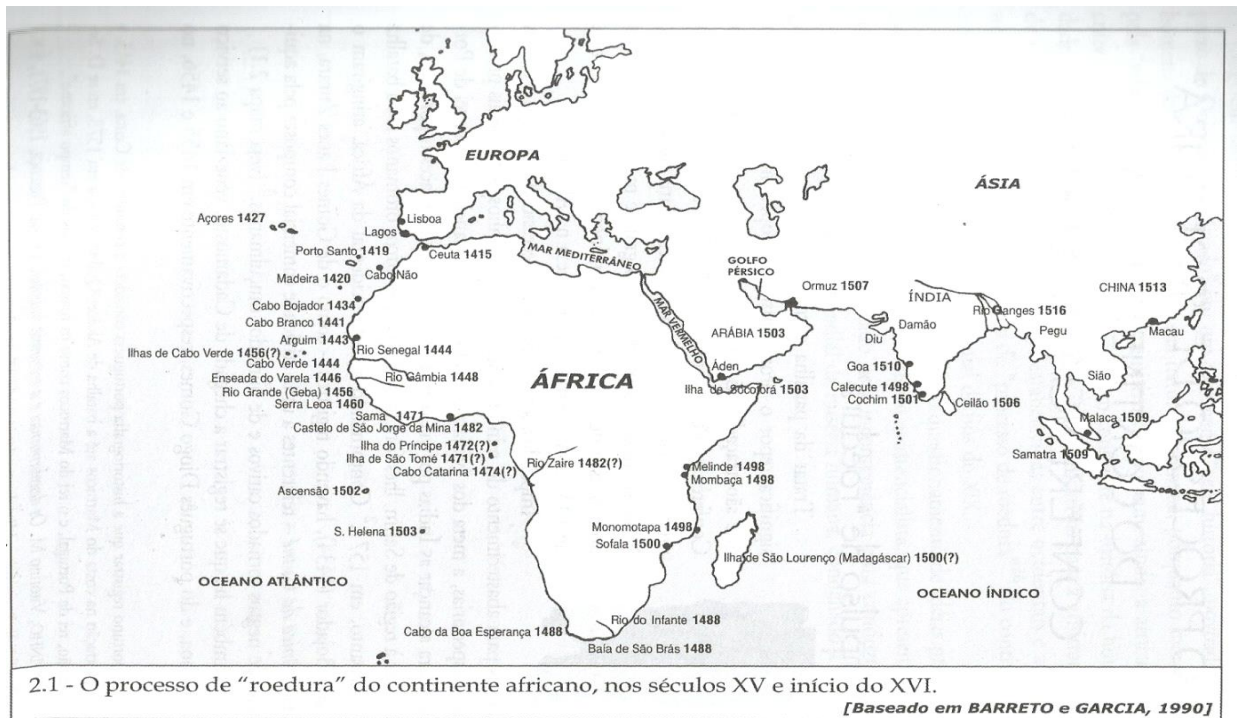 EUROPA
ÁSIA
Açores 1427
Lisboa
Lagos
Porto Santo 1419
Ceuta 1415
MAR MEDITERRÂNEO
Madeira 1420
Cabo Não
GOLFO
PÉRSICO
Ormuz 1507
Cabo Bojador 1434
Cabo Branco 1441
MAR VERMELHO
ARÁBIA 1503
ÍNDIA
Damão
Diu
Rio Ganges 1516
Pegu
CHINA 1513
Macau
Arguim 1443
Ilhas de Cabo Verde 1456(?)
Rio Senegal 1444
Cabo Verde 1444
Rio Gâmbia 1448
Enseada do Varela 1446
Rio Grande (Geba) 1456
Serra Leoa 1460
ÁFRICA
Áden
Ilha de Socotorá 1503
Goa 1510
Calecute 1498
Cochim 1501
Ceilão 1506
Sião
Malaca 1509
Samatra 1509
Sama 1471
Castelo de São Jorge da Mina 1482
Ilha do Príncipe 1472(?)
Ilha de São Tomé 1471(?)
Cabo Catarina 1474(?)
Rio Zaire 1482(?)
Melinde 1498
Mombaça 1498
Ascensão 1502
S. Helena 1503
Monomotapa 1498
Sofala 1500
Ilha de São Lourenço (Madagáscar) 1500(?)
OCEANO ATLÂNTICO
OCEANO ÍNDICO
Rio do Infante 1488
Cabo da Boa Esperança 1488
Baía de São Brás 1488
2.1 - O processo de “roedura” do continente africano, nos séculos XV e início do XVI.
[Baseado em BARRETO e GARCIA, 1990]